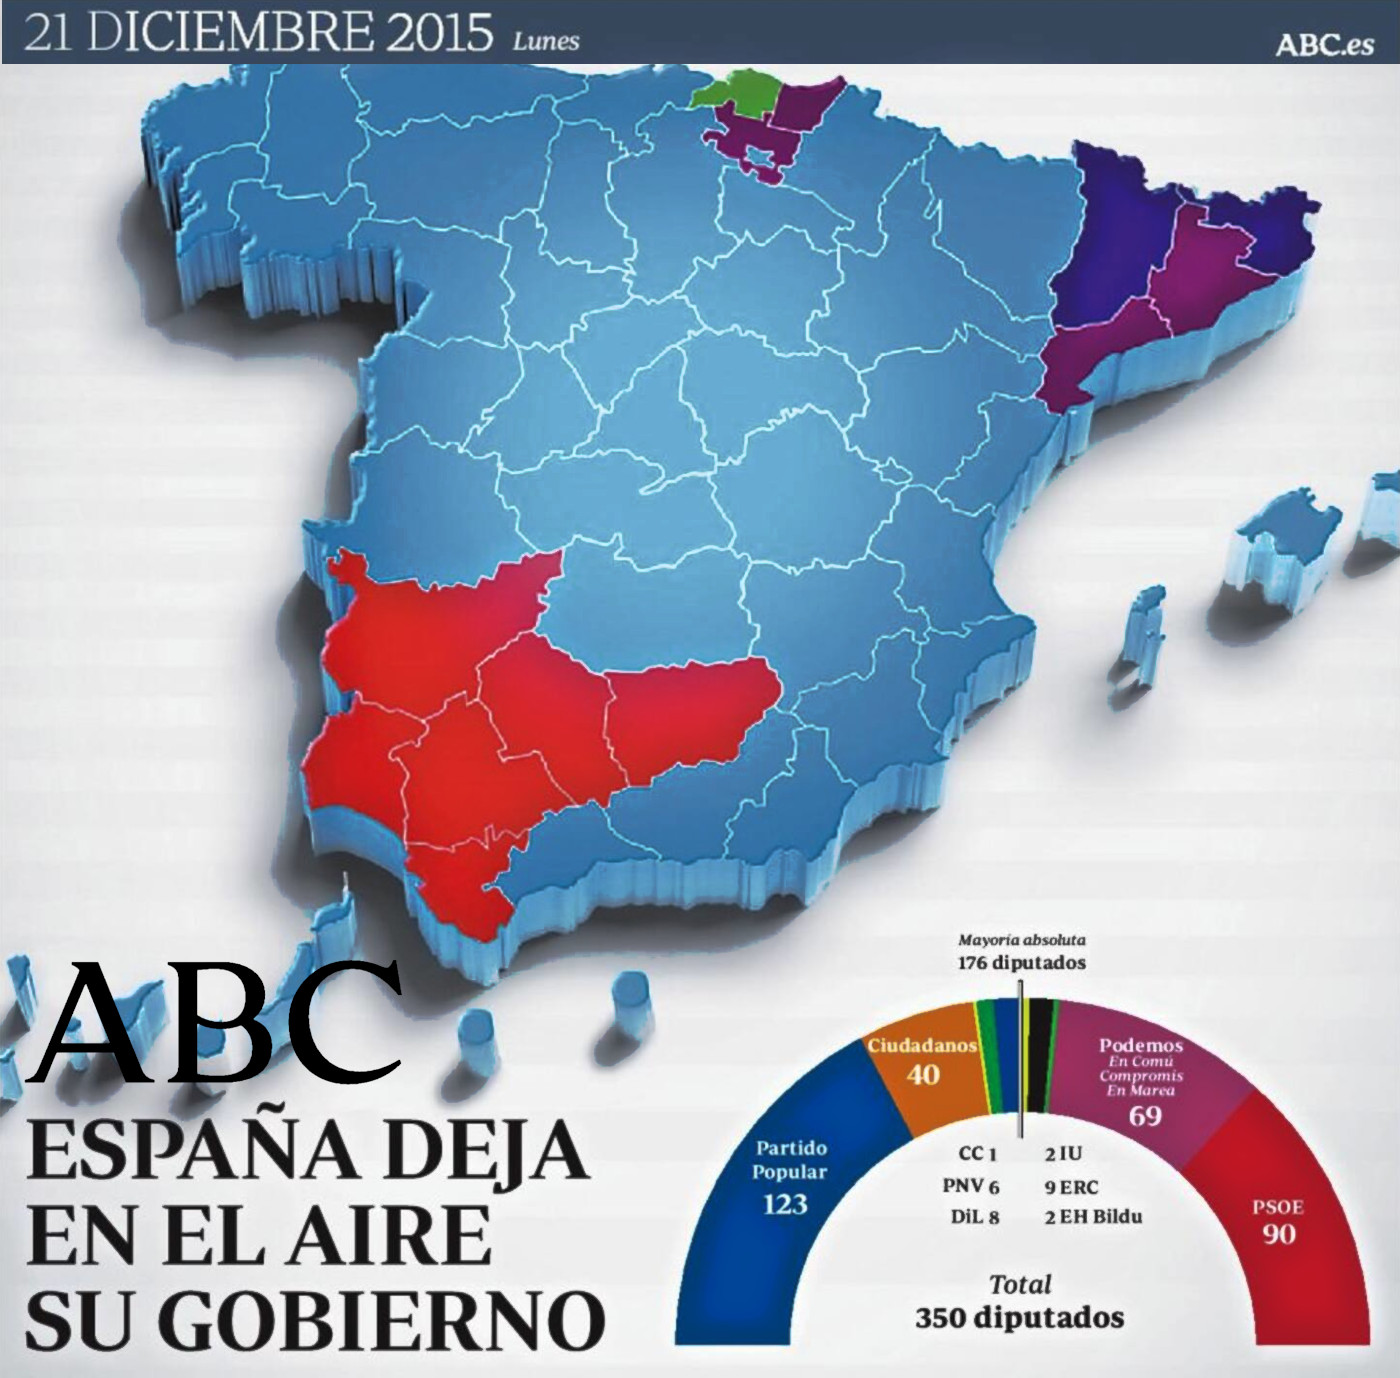 21 DICIEMBRE 2015 Lunes
ABC.es
ABC
ESPAÑA DEJA
EN EL AIRE
SU GOBIERNO
Mayoría absoluta
176 diputados
Partido
Popular
123
Ciudadanos
40
Podemos
En Comú
Compromís
En Marea
69
PSOE
90
CC 1
2 IU
PNV 6
9 ERC
DiL 8
2 EH Bildu
Total
350 diputados